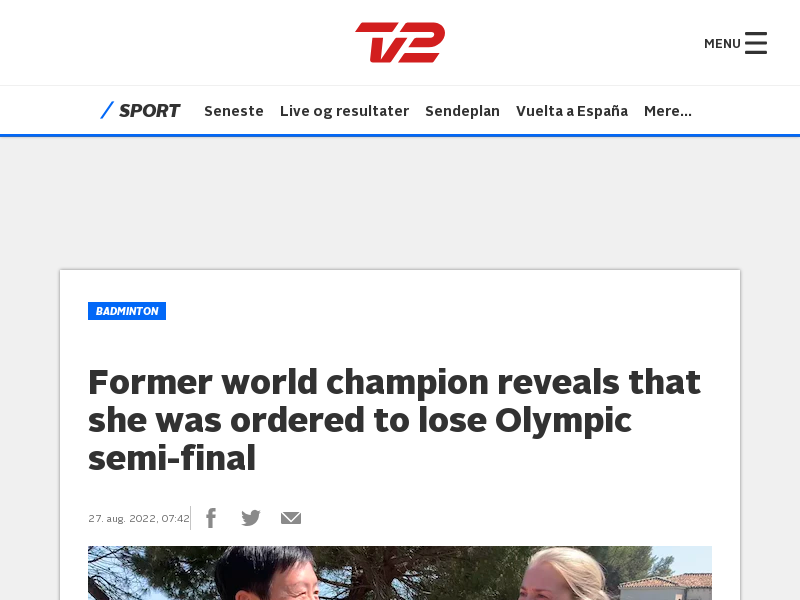 TV2
MENU
SPORT Seneste Live og resultater Sendeplan Vuelta a España Mere...
BADMINTON
Former world champion reveals that
she was ordered to lose Olympic
semi-final
27. aug. 2022, 07:42